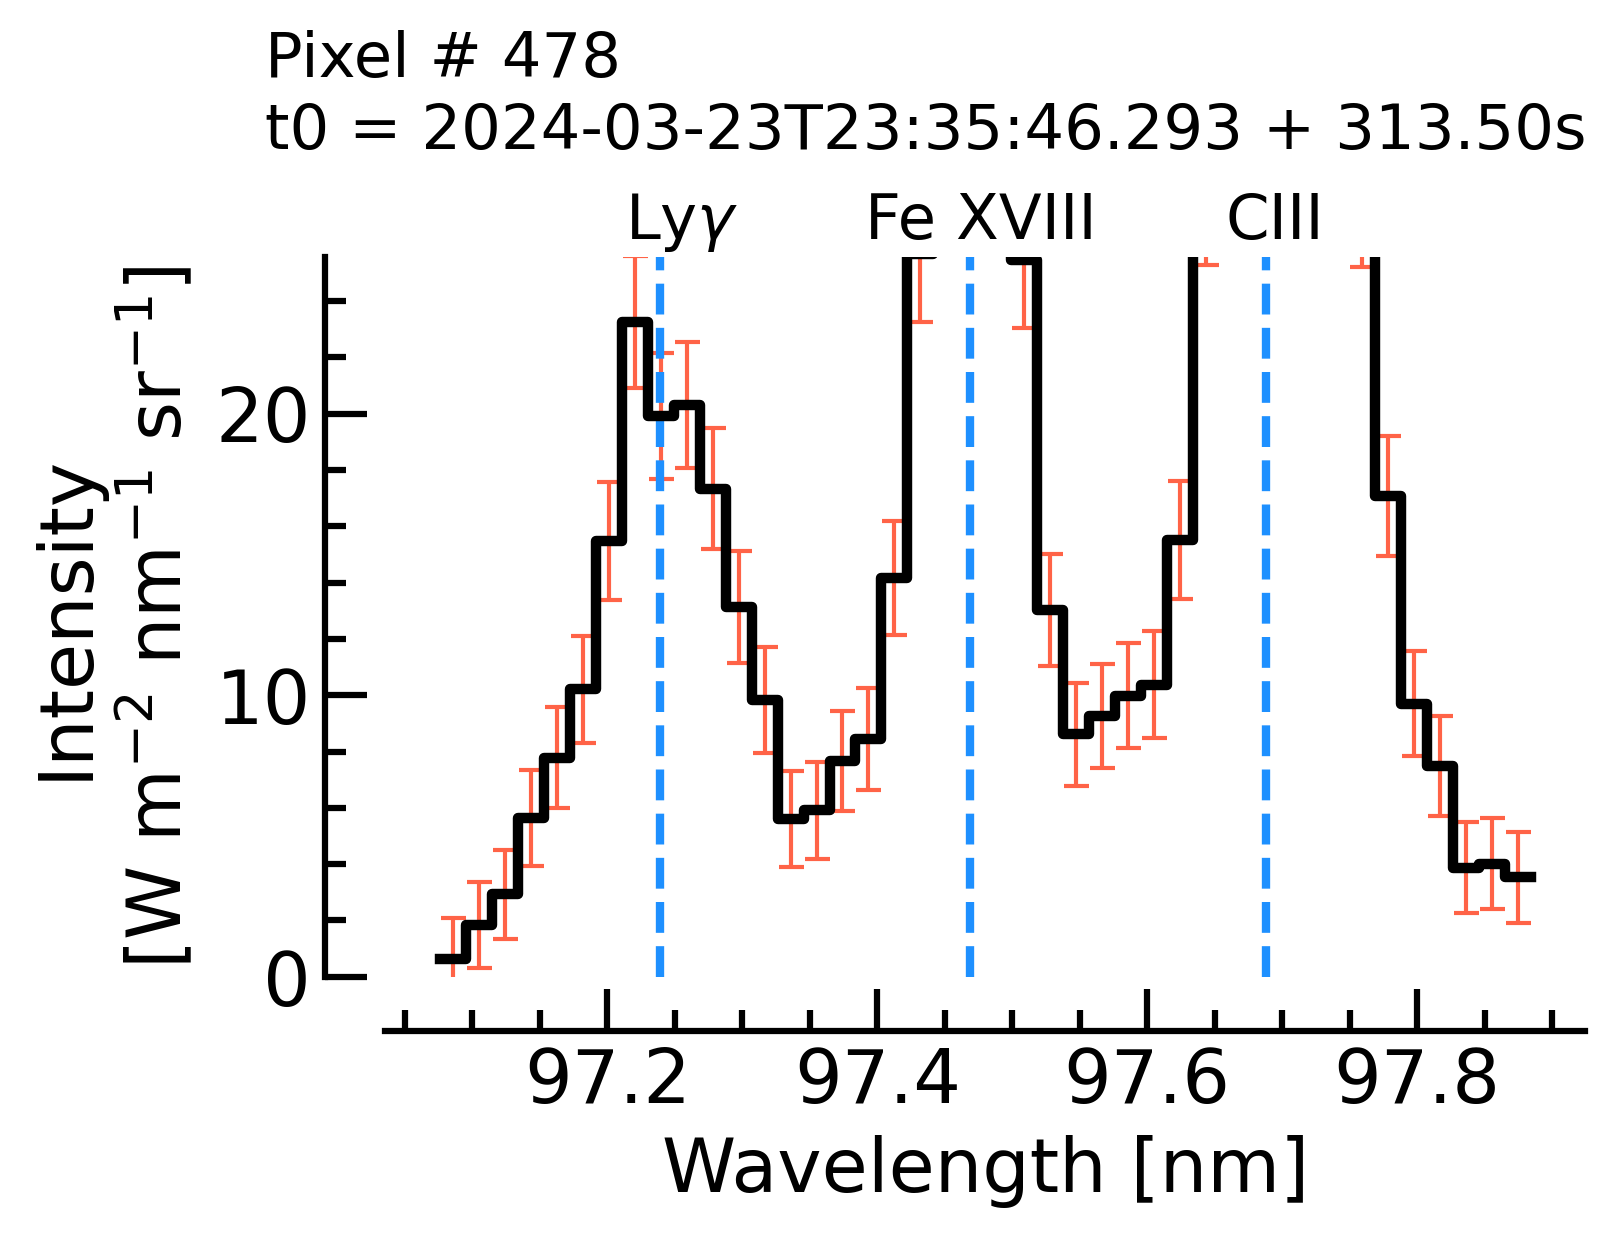 Pixel # 478
t0 = 2024-03-23T23:35:46.293 + 313.50s
Lyγ Fe XVIII CIII
Intensity
[W m⁻² nm⁻¹ sr⁻¹]
20
10
0
97.2 97.4 97.6 97.8
Wavelength [nm]